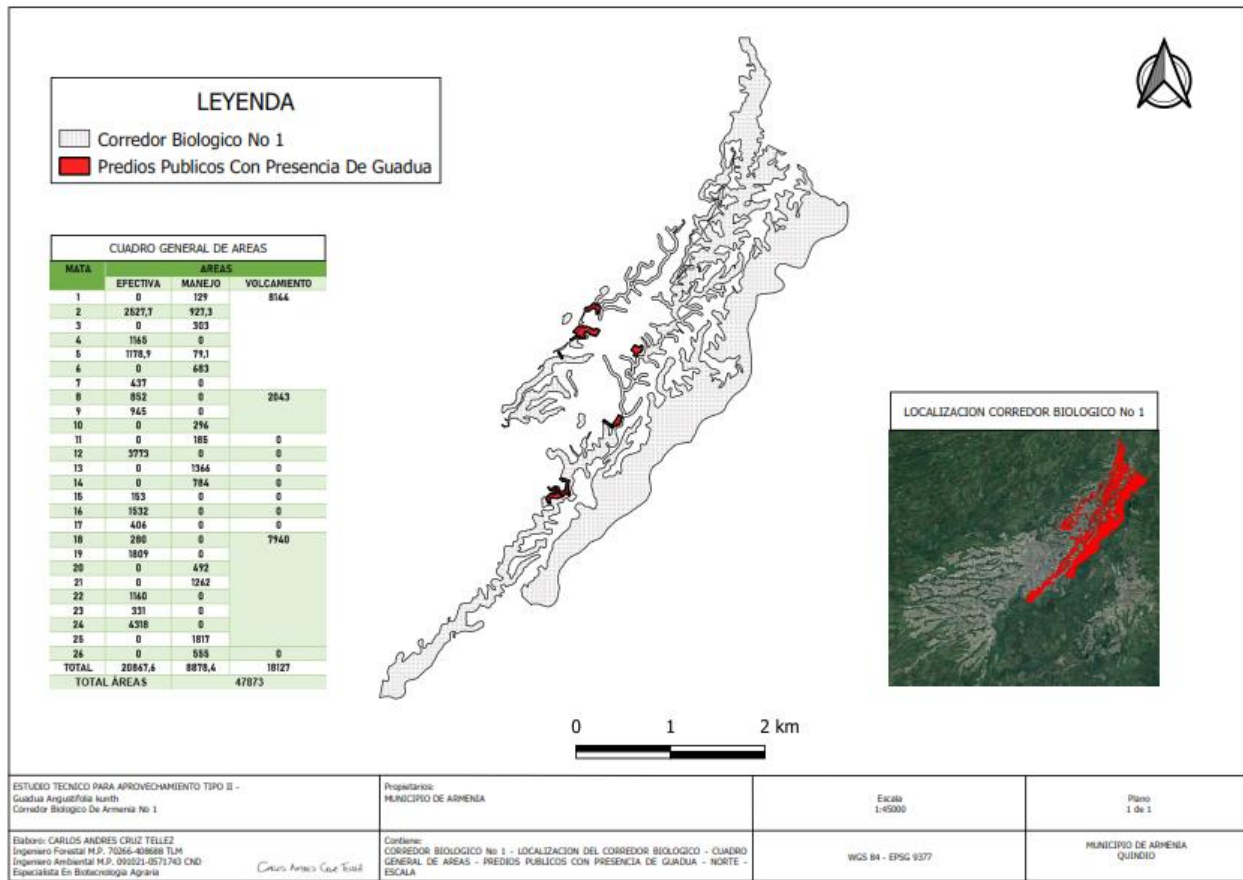 LEYENDA
Corredor Biologico No 1
Predios Publicos Con Presencia De Guadua
CUADRO GENERAL DE AREAS
MATA AREAS
EFECTIVA MANEJO VOLCAMIENTO
1 0 129 8144
2 2527,7 927,3
3 0 303
4 1165 0
5 1178,9 79,1
6 0 683
7 437 0
8 852 0 2043
9 945 0
10 0 296
11 0 185 0
12 3773 0 0
13 0 1366 0
14 0 784 0
15 153 0 0
16 1532 0 0
17 406 0 0
18 280 0 7940
19 1809 0
20 0 492
21 0 1262
22 1160 0
23 331 0
24 4318 0
25 0 1817
26 0 555 0
TOTAL 20867,6 8878,4 18127
TOTAL ÁREAS 47873
LOCALIZACION CORREDOR BIOLOGICO No 1
0 1 2 km
ESTUDIO TECNICO PARA APROVECHAMIENTO TIPO II -
Guadua Angustifolia kunth
Corredor Biologico De Armenia No 1
Propietarios:
MUNICIPIO DE ARMENIA
Escala
1:45000
Plano
1 de 1
Elaboro: CARLOS ANDRES CRUZ TELLEZ
Ingeniero Forestal M.P. 70266-408688 TLM
Ingeniero Ambiental M.P. 091021-0571743 CND
Especialista En Biotecnologia Agraria
Carlos Andres Cruz Tellez
Contiene:
CORREDOR BIOLOGICO No 1 - LOCALIZACION DEL CORREDOR BIOLOGICO - CUADRO
GENERAL DE AREAS - PREDIOS PUBLICOS CON PRESENCIA DE GUADUA - NORTE -
ESCALA
WGS 84 - EPSG 9377
MUNICIPIO DE ARMENIA
QUINDIO